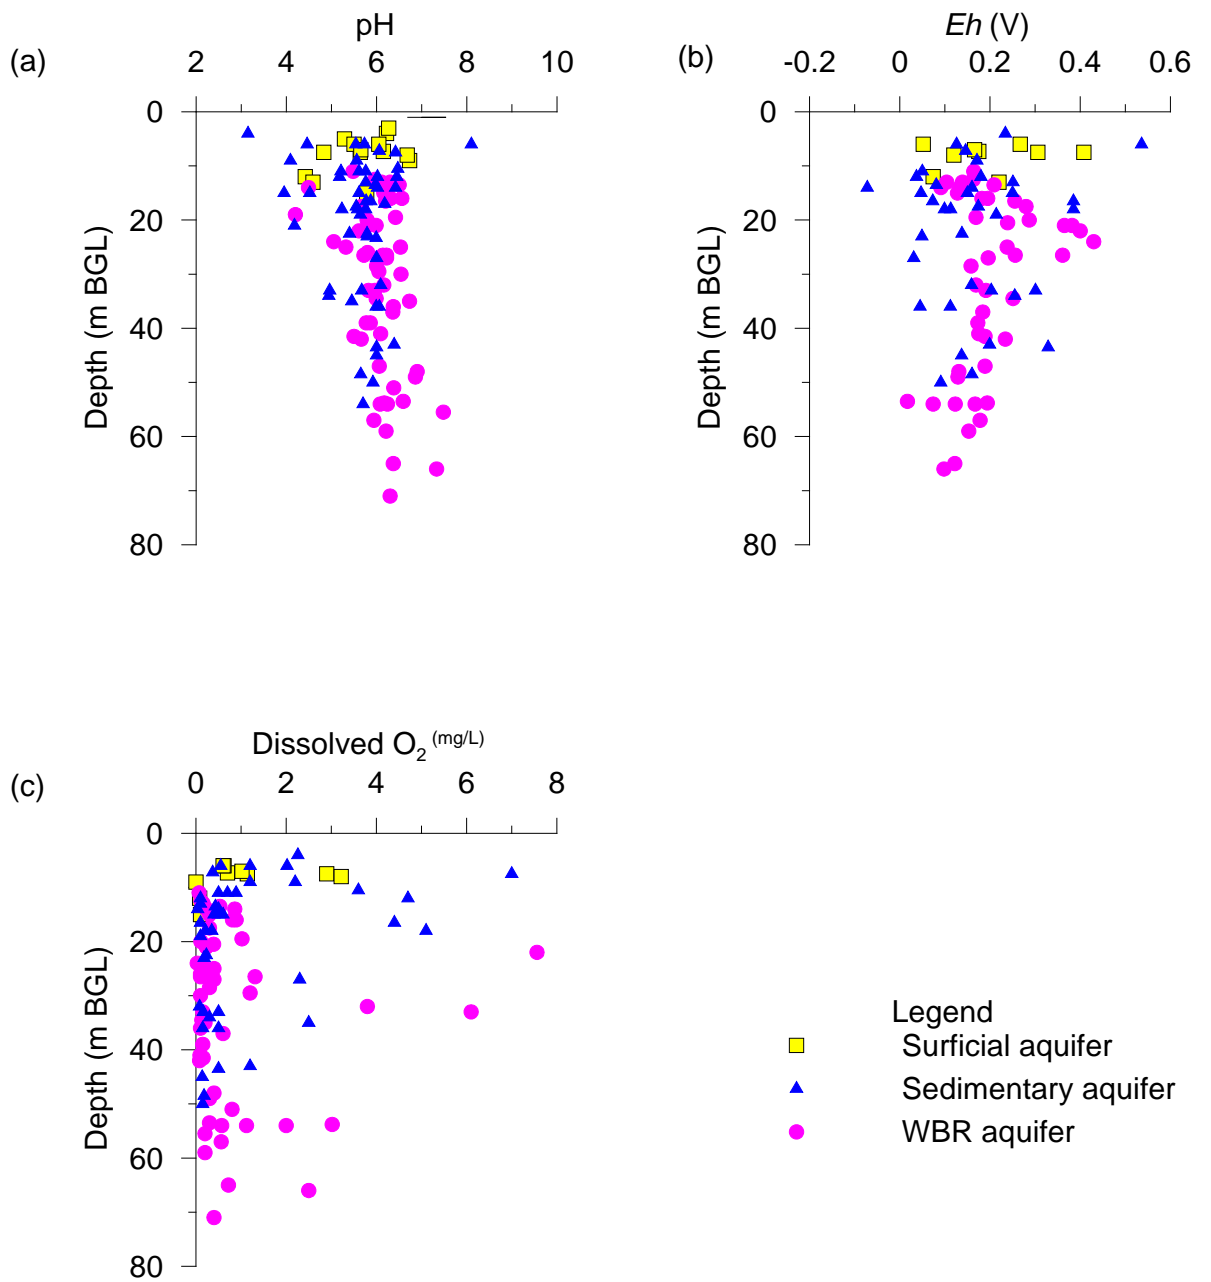 pH
(a)
2 4 6 8 10
0
20
40
60
80
Depth (m BGL)
Eh (V)
(b)
-0.2 0 0.2 0.4 0.6
0
20
40
60
80
Depth (m BGL)
Dissolved O2 (mg/L)
(c)
0 2 4 6 8
0
20
40
60
80
Depth (m BGL)
Legend
Surficial aquifer
Sedimentary aquifer
WBR aquifer